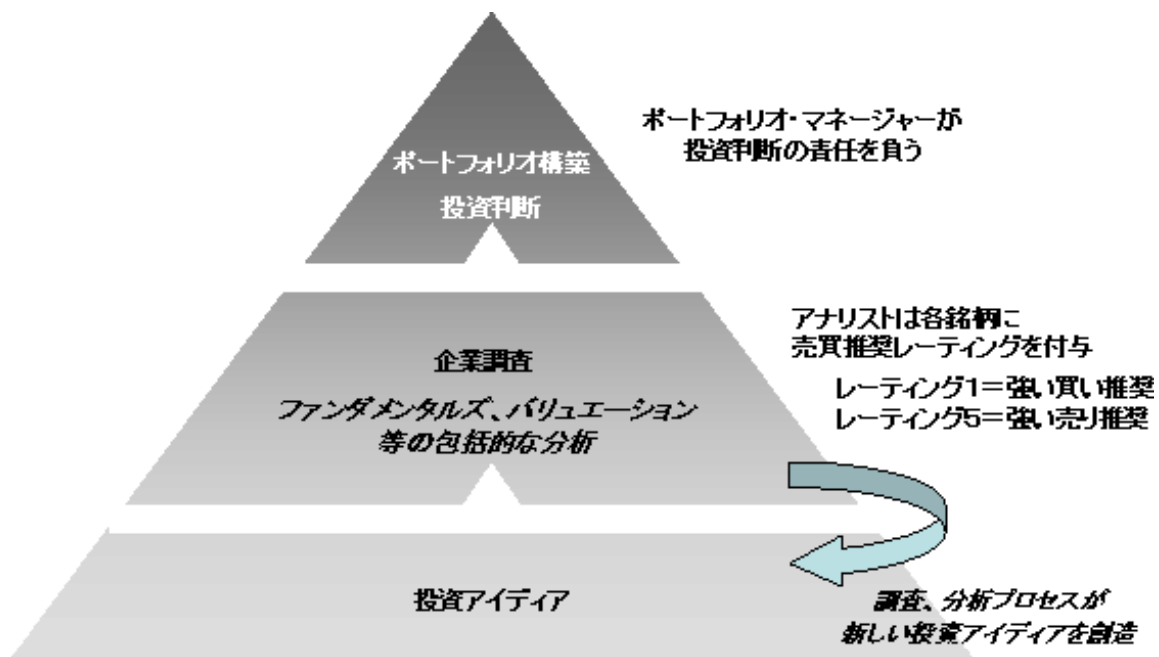 ポートフォリオ構築
投資判断
ポートフォリオ・マネージャーが
投資判断の責任を負う
企業調査
ファンダメンタルズ、バリュエーション
等の包括的な分析
アナリストは各銘柄に
売買推奨レーティングを付与
レーティング1=強い買い推奨
レーティング5=強い売り推奨
投資アイディア
調査、分析プロセスが
新しい投資アイディアを創造